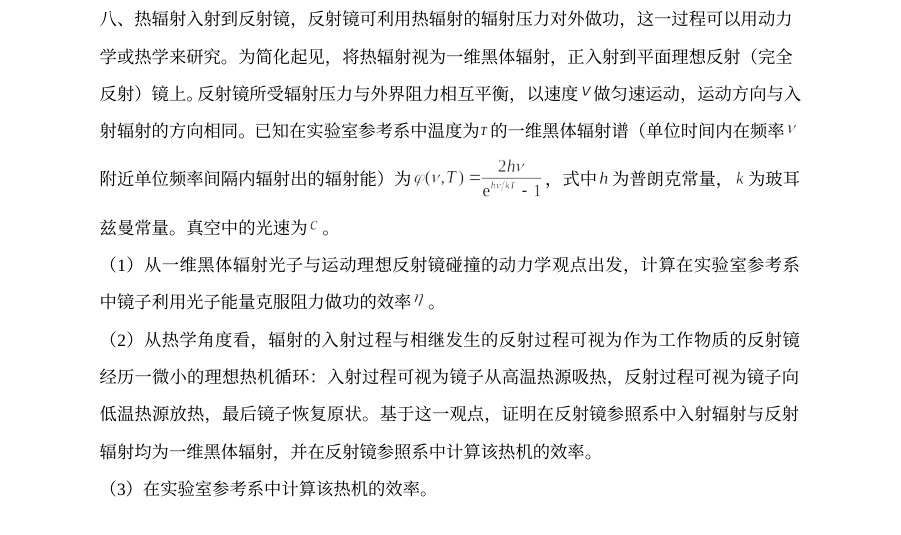 八、热辐射入射到反射镜，反射镜可利用热辐射的辐射压力对外做功，这一过程可以用动力
学或热学来研究。为简化起见，将热辐射视为一维黑体辐射，正入射到平面理想反射（完全
反射）镜上。反射镜所受辐射压力与外界阻力相互平衡，以速度 V 做匀速运动，运动方向与入
射辐射的方向相同。已知在实验室参考系中温度为 T 的一维黑体辐射谱（单位时间内在频率 ν
附近单位频率间隔内辐射出的辐射能）为 φ(ν,T) = 2hν / (e^{hν/kT} - 1)，式中 h 为普朗克常量，k 为玻耳
兹曼常量。真空中的光速为 c 。
（1）从一维黑体辐射光子与运动理想反射镜碰撞的动力学观点出发，计算在实验室参考系
中镜子利用光子能量克服阻力做功的效率 η 。
（2）从热学角度看，辐射的入射过程与相继发生的反射过程可视为作为工作物质的反射镜
经历一微小的理想热机循环：入射过程可视为镜子从高温热源吸热，反射过程可视为镜子向
低温热源放热，最后镜子恢复原状。基于这一观点，证明在反射镜参照系中入射辐射与反射
辐射均为一维黑体辐射，并在反射镜参照系中计算该热机的效率。
（3）在实验室参考系中计算该热机的效率。